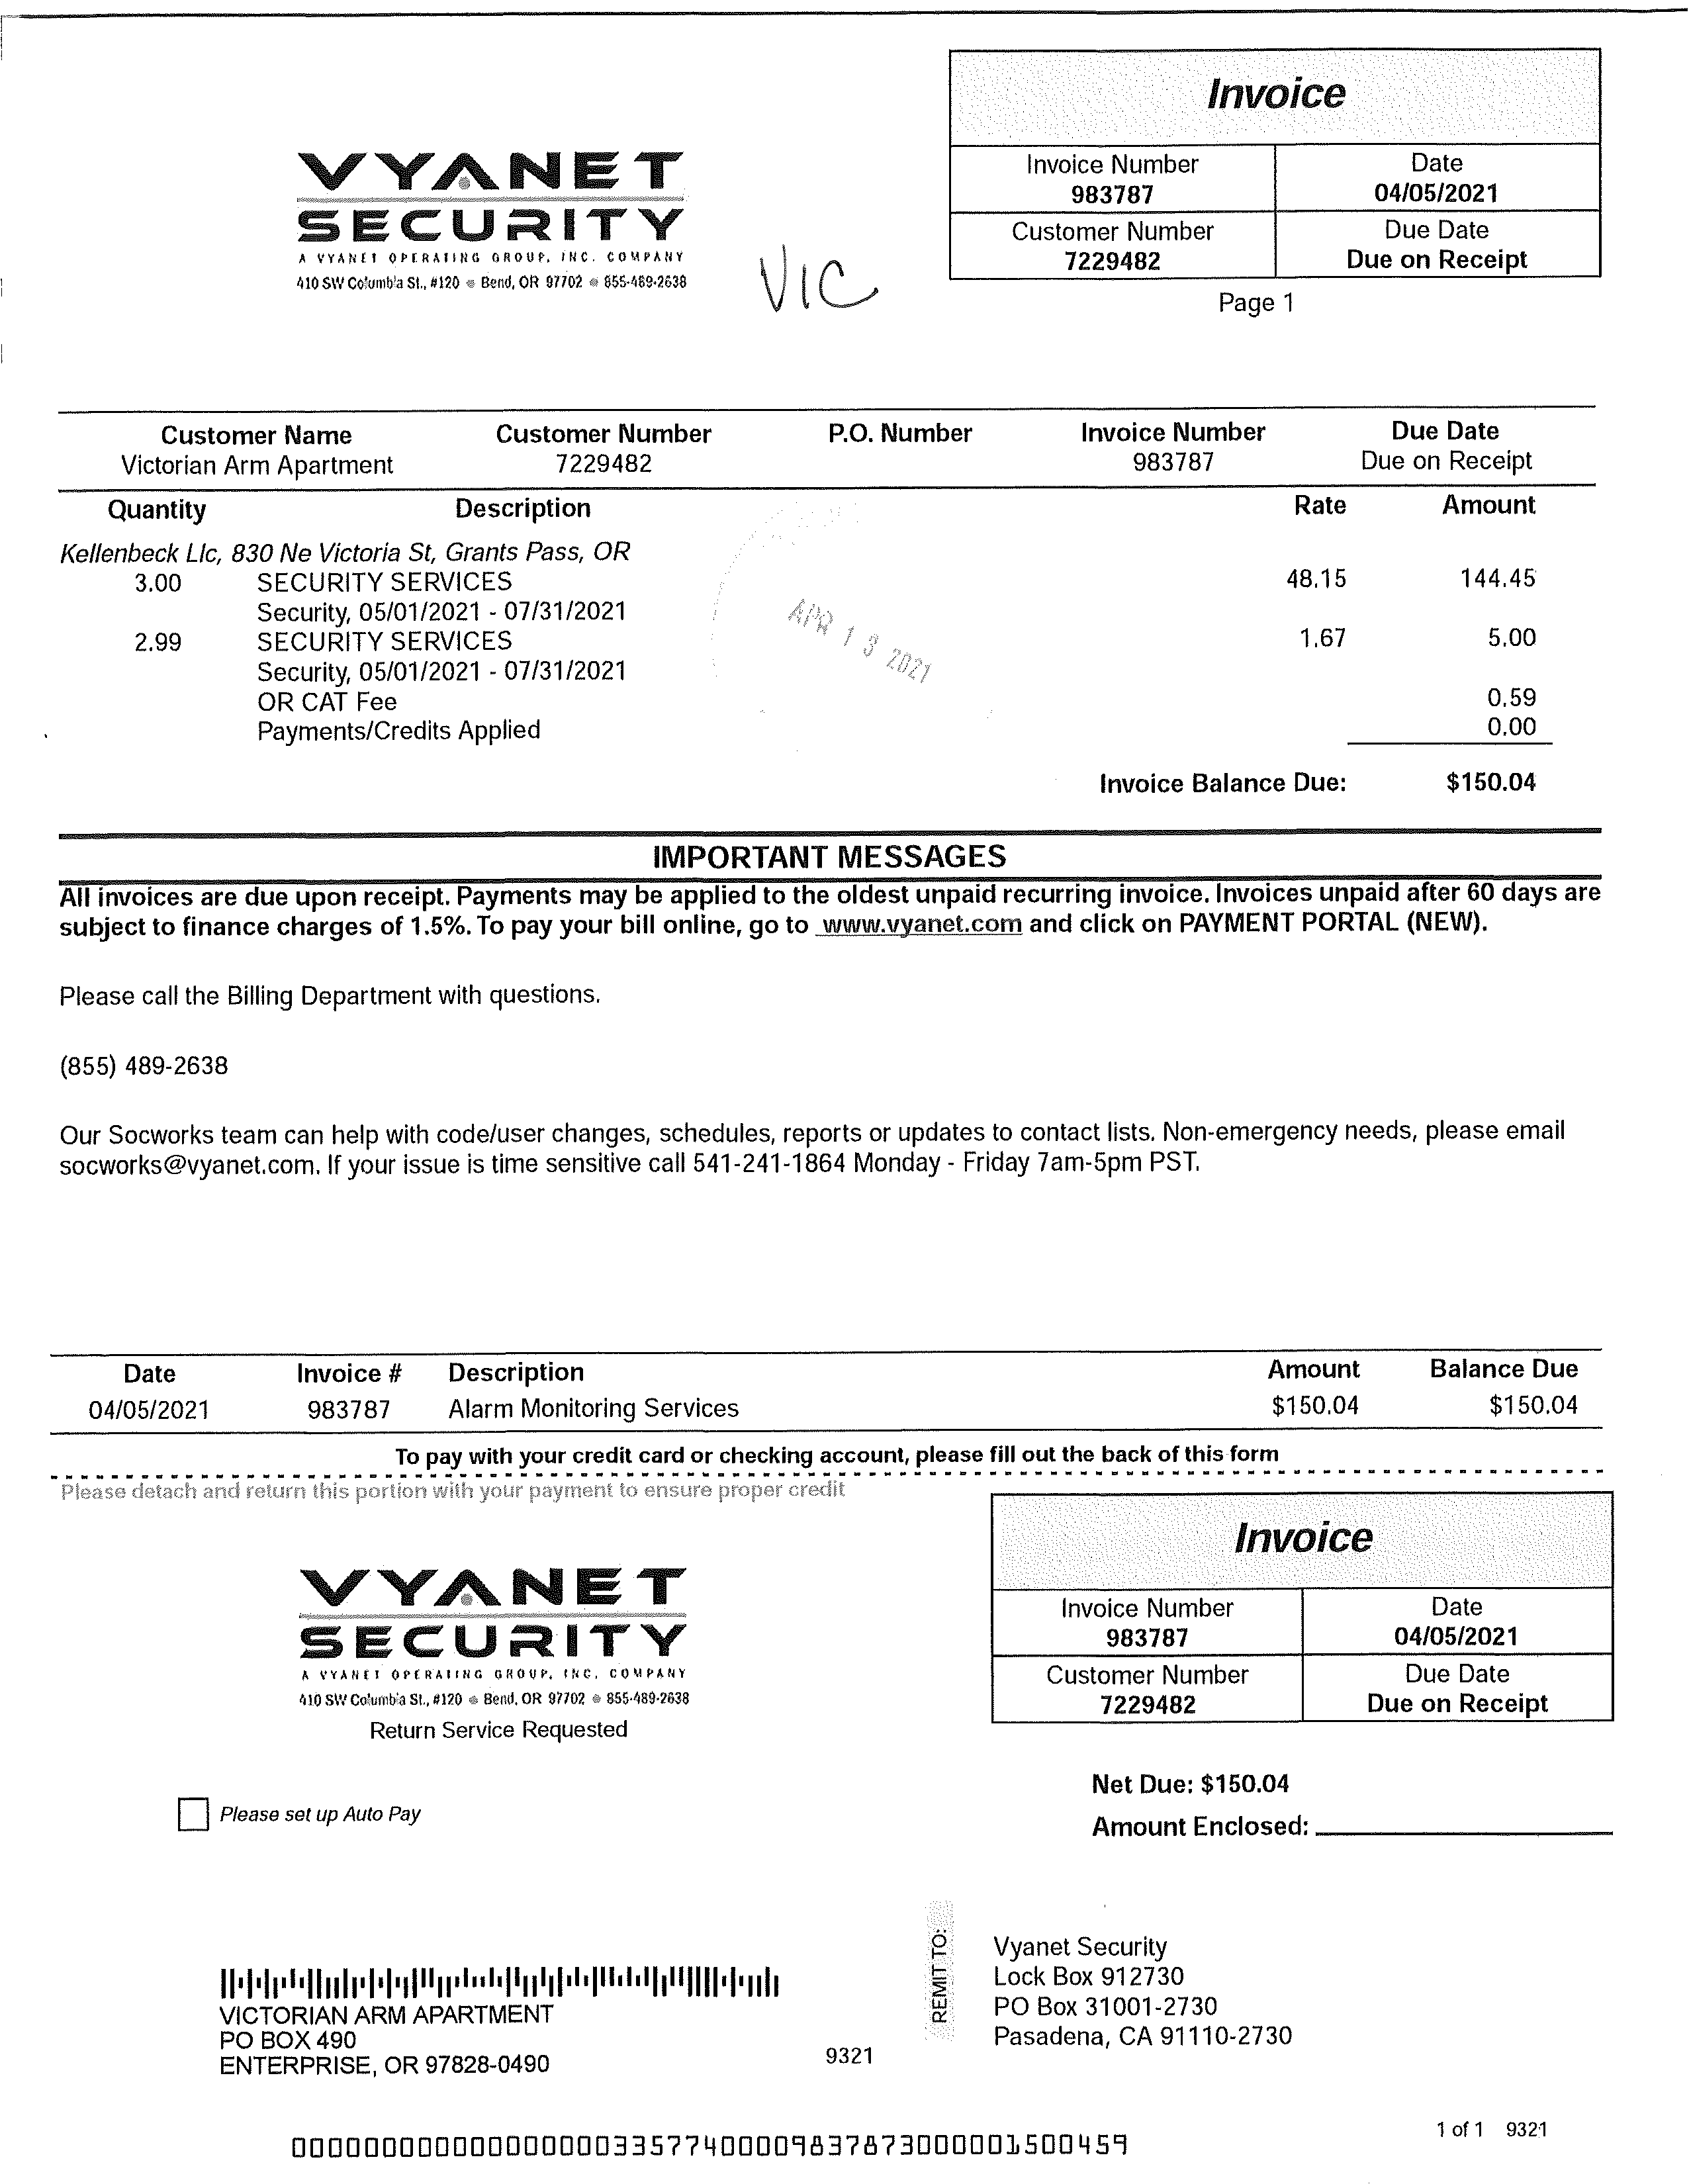 Invoice
VYANET
SECURITY
A VYANET OPERATING GROUP, INC. COMPANY
410 SW Columbia St., #120 Bend, OR 97702 855-489-2638
Invoice Number
983787
Date
04/05/2021
Customer Number
7229482
Due Date
Due on Receipt
Page 1
VIC
Customer Name Customer Number P.O. Number Invoice Number Due Date
Victorian Arm Apartment 7229482 983787 Due on Receipt
Quantity Description Rate Amount
Kellenbeck Llc, 830 Ne Victoria St, Grants Pass, OR
3.00 SECURITY SERVICES 48.15 144.45
Security, 05/01/2021 - 07/31/2021
2.99 SECURITY SERVICES 1.67 5.00
Security, 05/01/2021 - 07/31/2021
OR CAT Fee 0.59
Payments/Credits Applied 0.00
APR 13 2021
Invoice Balance Due: $150.04
IMPORTANT MESSAGES
All invoices are due upon receipt. Payments may be applied to the oldest unpaid recurring invoice. Invoices unpaid after 60 days are
subject to finance charges of 1.5%. To pay your bill online, go to www.vyanet.com and click on PAYMENT PORTAL (NEW).
Please call the Billing Department with questions.
(855) 489-2638
Our Socworks team can help with code/user changes, schedules, reports or updates to contact lists. Non-emergency needs, please email
socworks@vyanet.com. If your issue is time sensitive call 541-241-1864 Monday - Friday 7am-5pm PST.
Date Invoice # Description Amount Balance Due
04/05/2021 983787 Alarm Monitoring Services $150.04 $150.04
To pay with your credit card or checking account, please fill out the back of this form
Please detach and return this portion with your payment to ensure proper credit
VYANET
SECURITY
A VYANET OPERATING GROUP, INC. COMPANY
410 SW Columbia St., #120 Bend, OR 97702 855-489-2638
Return Service Requested
Invoice
Invoice Number
983787
Date
04/05/2021
Customer Number
7229482
Due Date
Due on Receipt
Net Due: $150.04
Please set up Auto Pay
Amount Enclosed:
REMIT TO:
Vyanet Security
Lock Box 912730
PO Box 31001-2730
Pasadena, CA 91110-2730
VICTORIAN ARM APARTMENT
PO BOX 490
ENTERPRISE, OR 97828-0490
9321
1 of 1 9321
000000000000000000335774000098378730000001500459